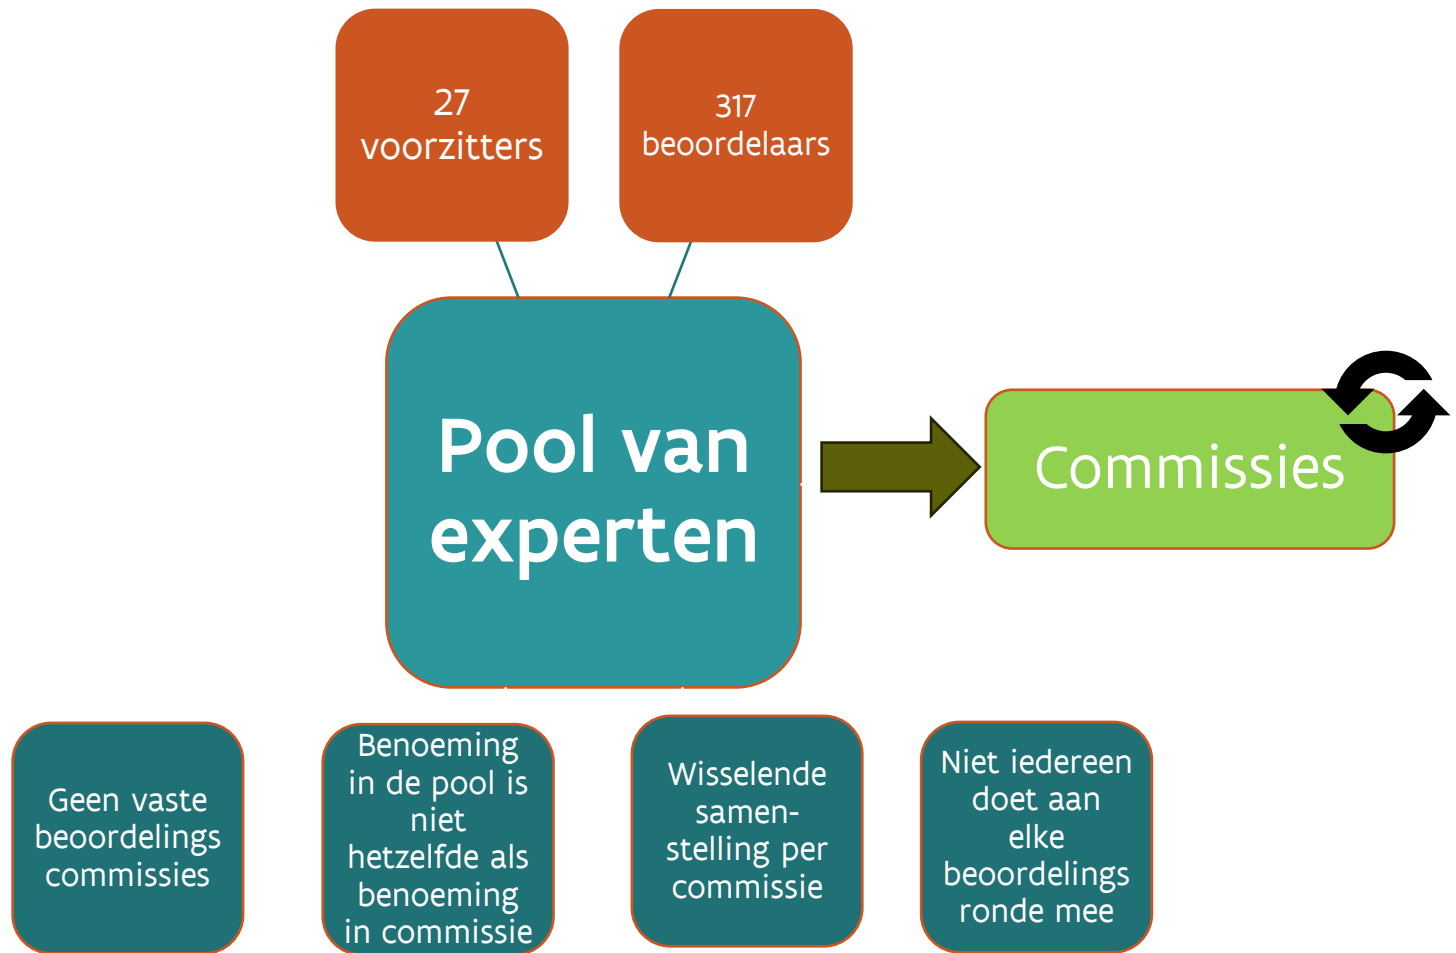 27
voorzitters
317
beoordelaars
Pool van
experten
Commissies
Geen vaste
beoordelings
commissies
Benoeming
in de pool is
niet
hetzelfde als
benoeming
in commissie
Wisselende
samen-
stelling per
commissie
Niet iedereen
doet aan
elke
beoordelings
ronde mee